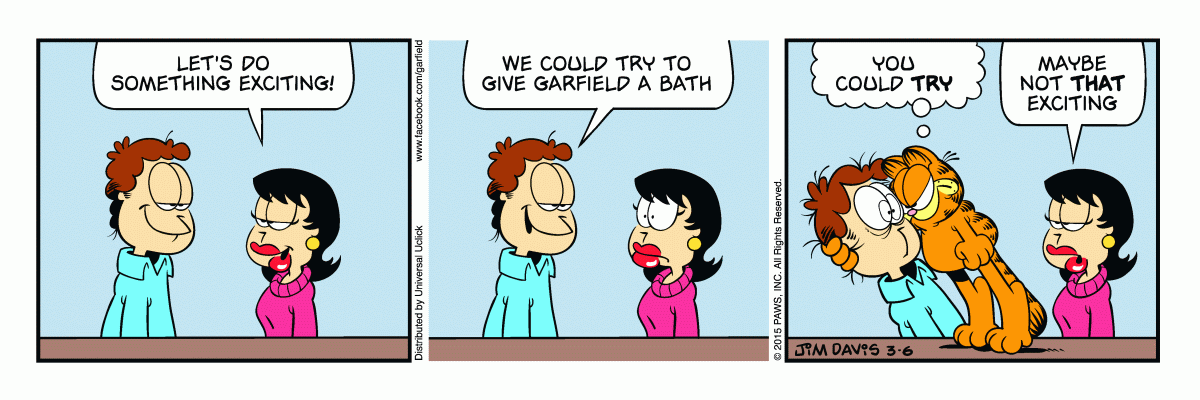 LET'S DO
SOMETHING EXCITING!
Distributed by Universal Uclick
www.facebook.com/garfield
WE COULD TRY TO
GIVE GARFIELD A BATH
© 2015 PAWS, INC. All Rights Reserved.
YOU
COULD TRY
MAYBE
NOT THAT
EXCITING
JIM DAVIS 3-6